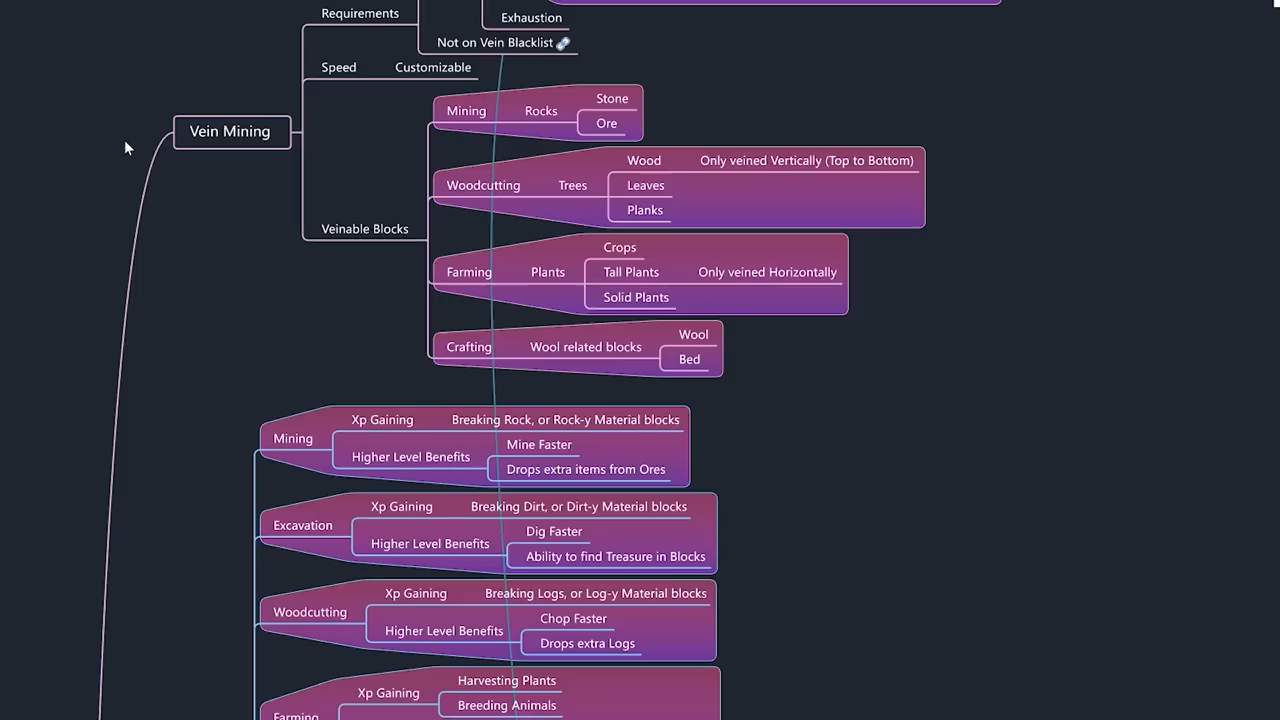 Requirements
Exhaustion
Not on Vein Blacklist
Speed
Customizable
Vein Mining
Veinable Blocks
Mining
Rocks
Stone
Ore
Woodcutting
Trees
Wood
Only veined Vertically (Top to Bottom)
Leaves
Planks
Farming
Plants
Crops
Tall Plants
Only veined Horizontally
Solid Plants
Crafting
Wool related blocks
Wool
Bed
Mining
Xp Gaining
Breaking Rock, or Rock-y Material blocks
Higher Level Benefits
Mine Faster
Drops extra items from Ores
Excavation
Xp Gaining
Breaking Dirt, or Dirt-y Material blocks
Higher Level Benefits
Dig Faster
Ability to find Treasure in Blocks
Woodcutting
Xp Gaining
Breaking Logs, or Log-y Material blocks
Higher Level Benefits
Chop Faster
Drops extra Logs
Farming
Xp Gaining
Harvesting Plants
Breeding Animals